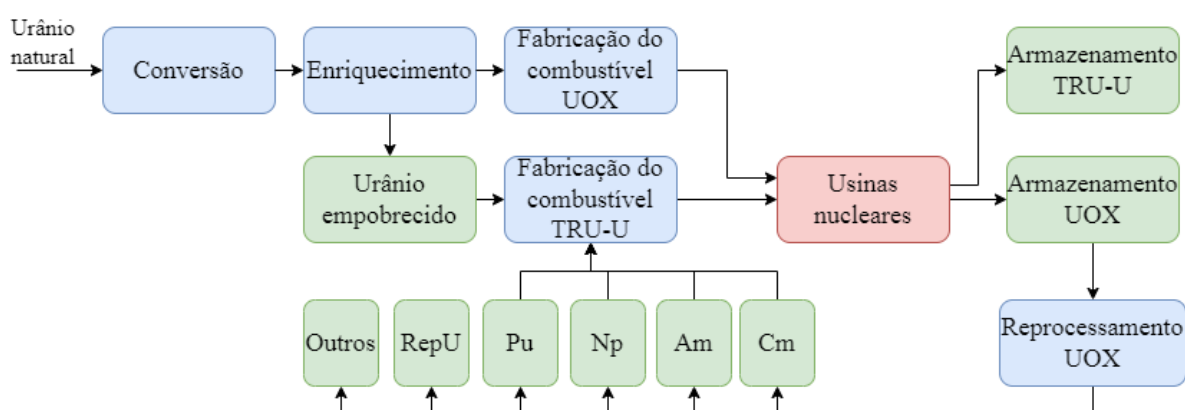 Urânio
natural
Conversão
Enriquecimento
Fabricação do
combustível
UOX
Armazenamento
TRU-U
Urânio
empobrecido
Fabricação do
combustível
TRU-U
Usinas
nucleares
Armazenamento
UOX
Outros
RepU
Pu
Np
Am
Cm
Reprocessamento
UOX